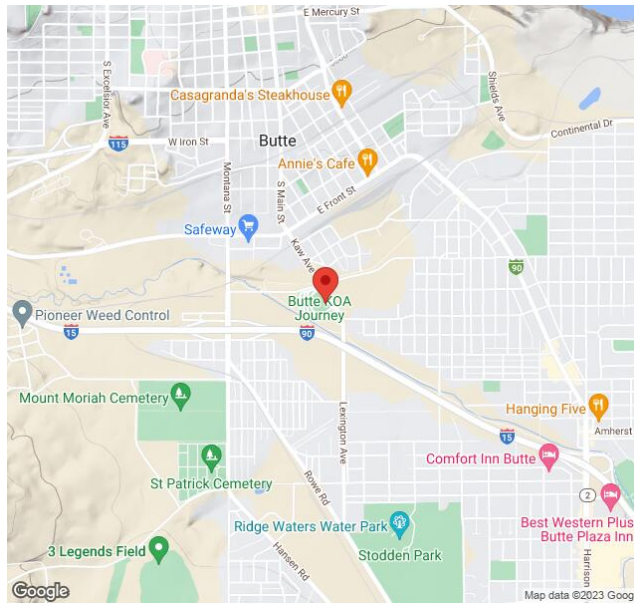 E Mercury St
S Excelsior Ave
Shields Ave
Casagranda's Steakhouse
Continental Dr
115
W Iron St
Butte
Montana St
Annie's Cafe
S Main St
E Front St
Safeway
Kaw Ave
90
Butte KOA
Journey
Pioneer Weed Control
15
90
Mount Moriah Cemetery
Hanging Five
Lexington Ave
Amherst
15
Comfort Inn Butte
St Patrick Cemetery
Rowe Rd
2
Best Western Plus
Butte Plaza Inn
Ridge Waters Water Park
Stodden Park
3 Legends Field
Hansen Rd
Harrison
Google
Map data ©2023 Goog